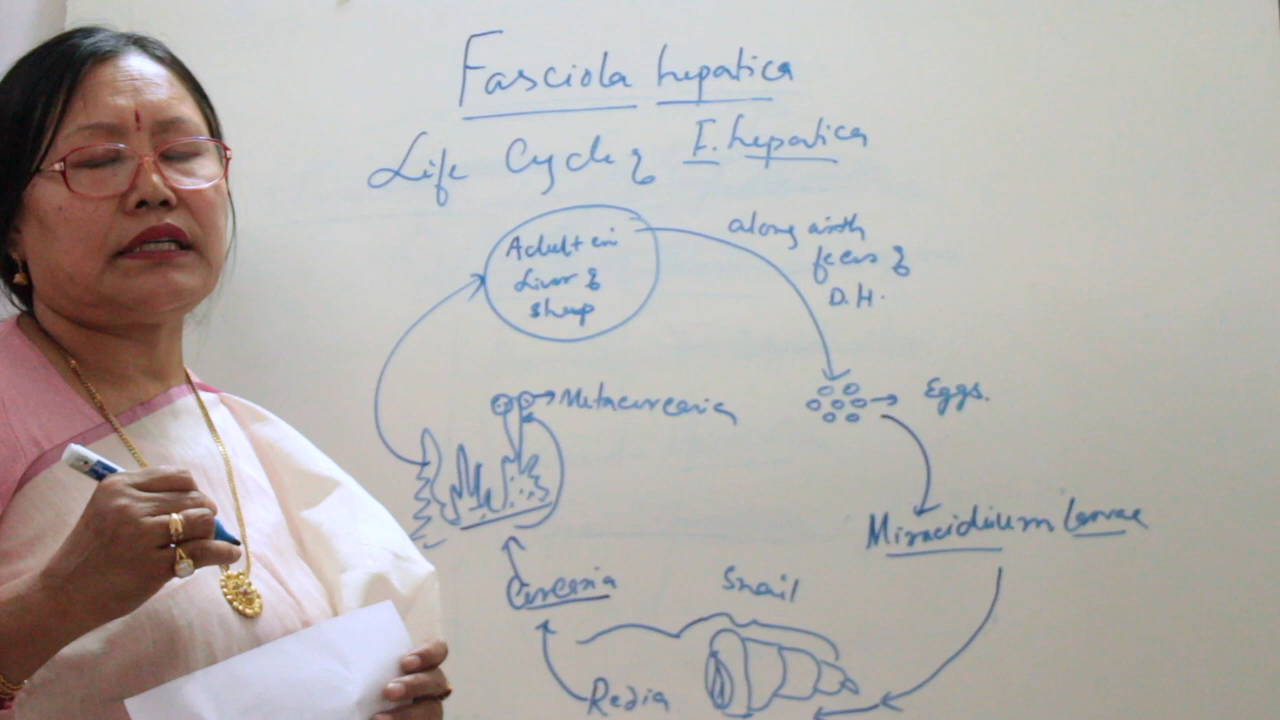 Fasciola hepatica
Life Cycle of F. hepatica
Adult in
Liver of
Sheep
along with
feces of
D.H.
Metacercaria
Eggs.
Miracidium larvae
Cercaria
Snail
Redia